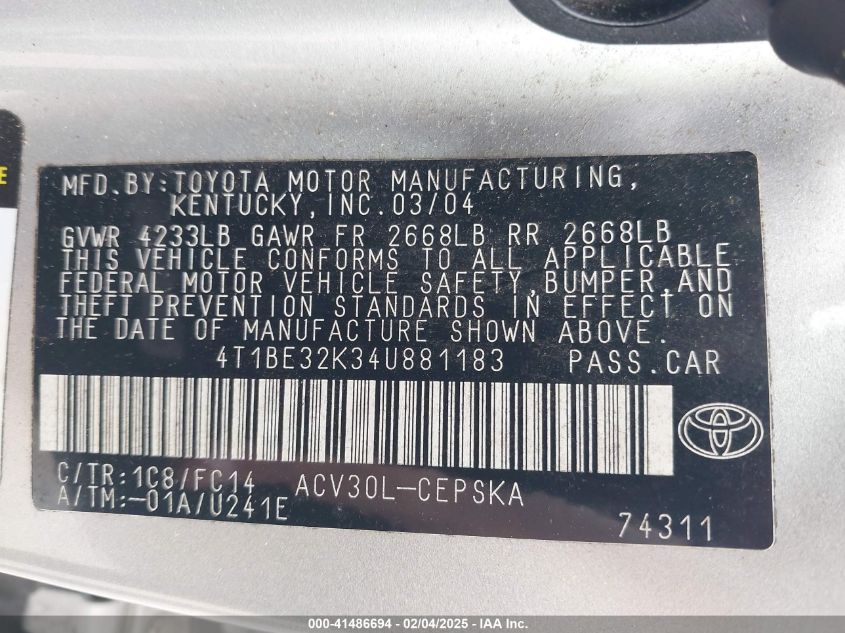 E
MFD.BY:TOYOTA MOTOR MANUFACTURING,
KENTUCKY,INC.03/04
GVWR 4233LB GAWR FR 2668LB RR 2668LB
THIS VEHICLE CONFORMS TO ALL APPLICABLE
FEDERAL MOTOR VEHICLE SAFETY,BUMPER,AND
THEFT PREVENTION STANDARDS IN EFFECT ON
THE DATE OF MANUFACTURE SHOWN ABOVE.
4T1BE32K34U881183 PASS.CAR
C/TR:1C8/FC14 ACV30L-CEPSKA
A/TM:-01A/U241E
74311
000-41486694 - 02/04/2025 - IAA Inc.